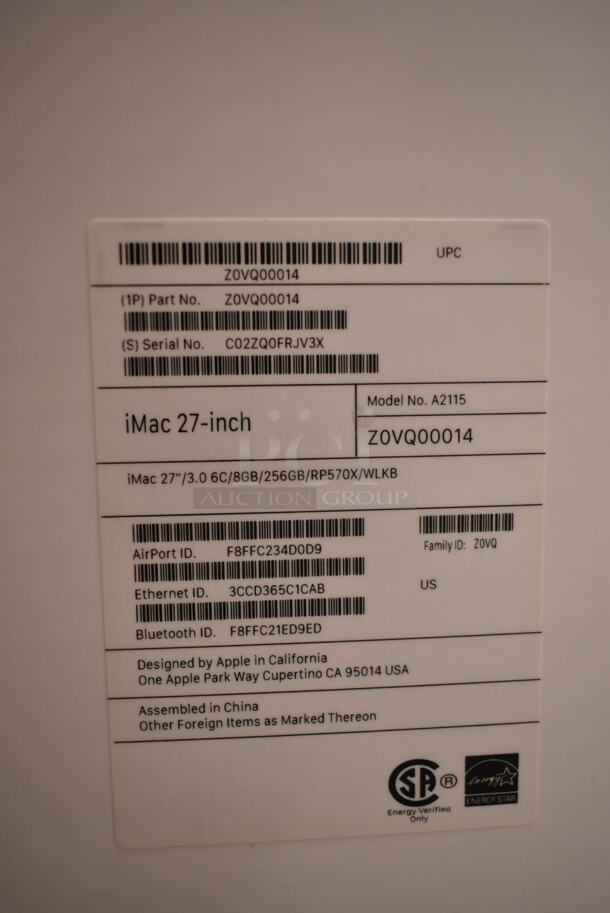 UPC
Z0VQ00014
(1P) Part No. Z0VQ00014
(S) Serial No. C02ZQ0FRJV3X
iMac 27-inch
Model No. A2115
Z0VQ00014
iMac 27"/3.0 6C/8GB/256GB/RP570X/WLKB
PCI
AUCTION GROUP
AirPort ID. F8FFC234D0D9
Family ID: Z0VQ
Ethernet ID. 3CCD365C1CAB
US
Bluetooth ID. F8FFC21ED9ED
Designed by Apple in California
One Apple Park Way Cupertino CA 95014 USA
Assembled in China
Other Foreign Items as Marked Thereon
SA ®
energy
ENERGY STAR
Energy Verified
Only